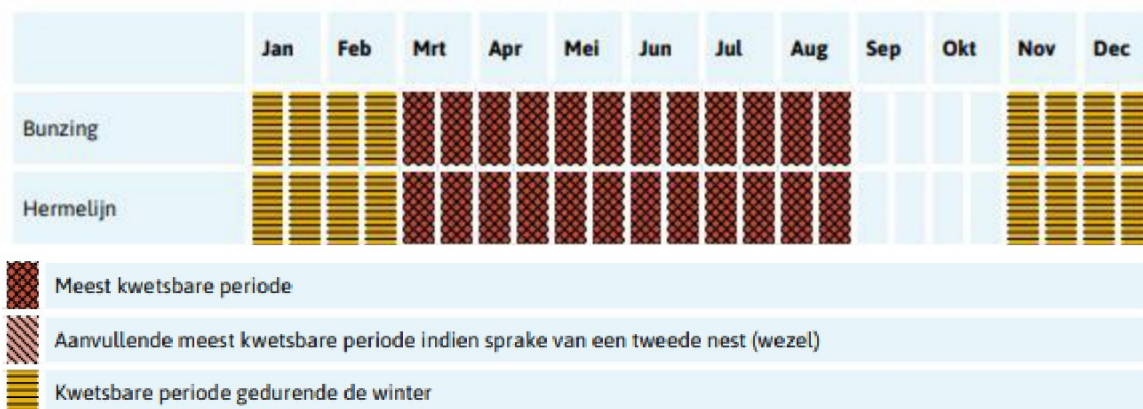 Jan Feb Mrt Apr Mei Jun Jul Aug Sep Okt Nov Dec
Bunzing
Hermelijn
Meest kwetsbare periode
Aanvullende meest kwetsbare periode indien sprake van een tweede nest (wezel)
Kwetsbare periode gedurende de winter